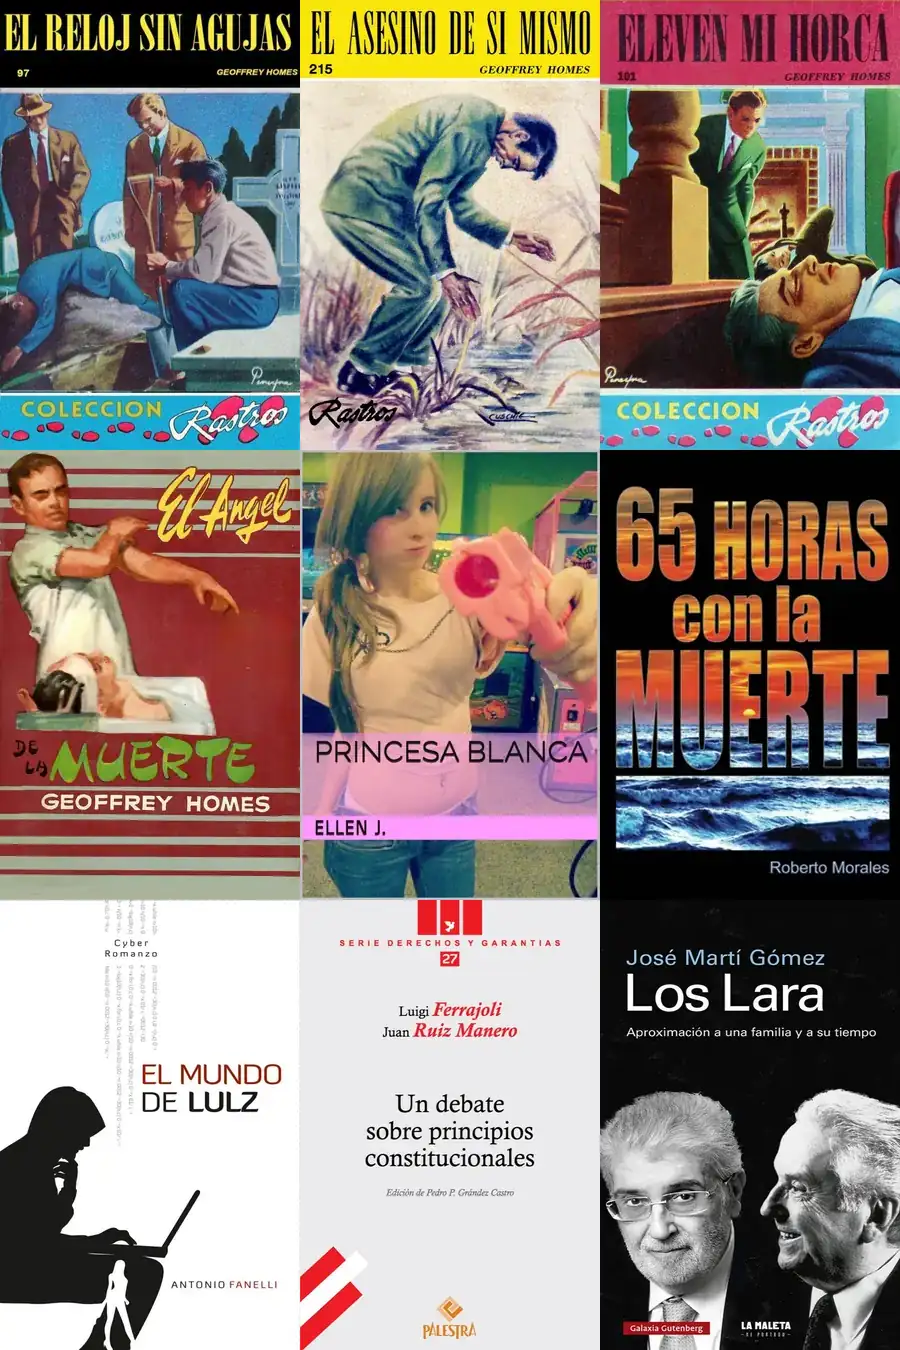 EL RELOJ SIN AGUJAS
97
GEOFFREY HOMES
Peneyra
COLECCION
Rastros
EL ASESINO DE SI MISMO
215
GEOFFREY HOMES
Rastros
ELEVEN MI HORCA
101
GEOFFREY HOMES
COLECCION
Rastros
El Angel
DE LA MUERTE
GEOFFREY HOMES
PRINCESA BLANCA
ELLEN J.
65 HORAS
con la
MUERTE
Roberto Morales
Cyber
Romanzo
EL MUNDO
DE LULZ
ANTONIO FANELLI
SERIE DERECHOS Y GARANTIAS
27
Luigi Ferrajoli
Juan Ruiz Manero
Un debate
sobre principios
constitucionales
Edición de Pedro P. Grández Castro
PALESTRA
José Martí Gómez
Los Lara
Aproximación a una familia y a su tiempo
Galaxia Gutenberg
LA MALETA
DE PORTBOU